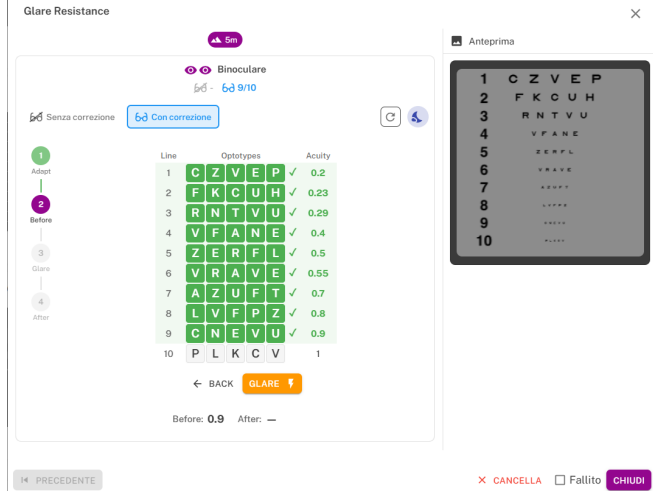 Glare Resistance
5m
Binoculare
- 9/10
Senza correzione
Con correzione
1
Adapt
2
Before
3
Glare
4
After
Line Optotypes Acuity
1 C Z V E P ✓ 0.2
2 F K C U H ✓ 0.23
3 R N T V U ✓ 0.29
4 V F A N E ✓ 0.4
5 Z E R F L ✓ 0.5
6 V R A V E ✓ 0.55
7 A Z U F T ✓ 0.7
8 L V F P Z ✓ 0.8
9 C N E V U ✓ 0.9
10 P L K C V 1
← BACK
GLARE
Before: 0.9 After: —
Anteprima
1 C Z V E P
2 F K C U H
3 R N T V U
4 V F A N E
5 Z E R F L
6 V R A V E
7
8
9
10
PRECEDENTE
CANCELLA
Fallito
CHIUDI